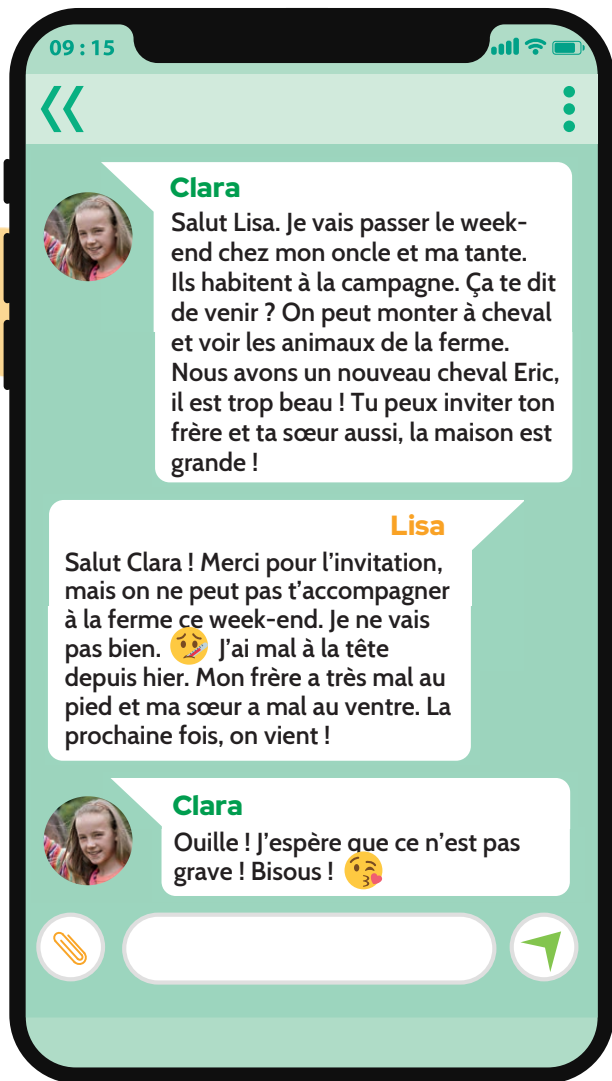 09 : 15
Clara
Salut Lisa. Je vais passer le week-
end chez mon oncle et ma tante.
Ils habitent à la campagne. Ça te dit
de venir ? On peut monter à cheval
et voir les animaux de la ferme.
Nous avons un nouveau cheval Eric,
il est trop beau ! Tu peux inviter ton
frère et ta sœur aussi, la maison est
grande !
Lisa
Salut Clara ! Merci pour l’invitation,
mais on ne peut pas t’accompagner
à la ferme ce week-end. Je ne vais
pas bien. 🤒 J’ai mal à la tête
depuis hier. Mon frère a très mal au
pied et ma sœur a mal au ventre. La
prochaine fois, on vient !
Clara
Ouille ! J’espère que ce n’est pas
grave ! Bisous ! 😘